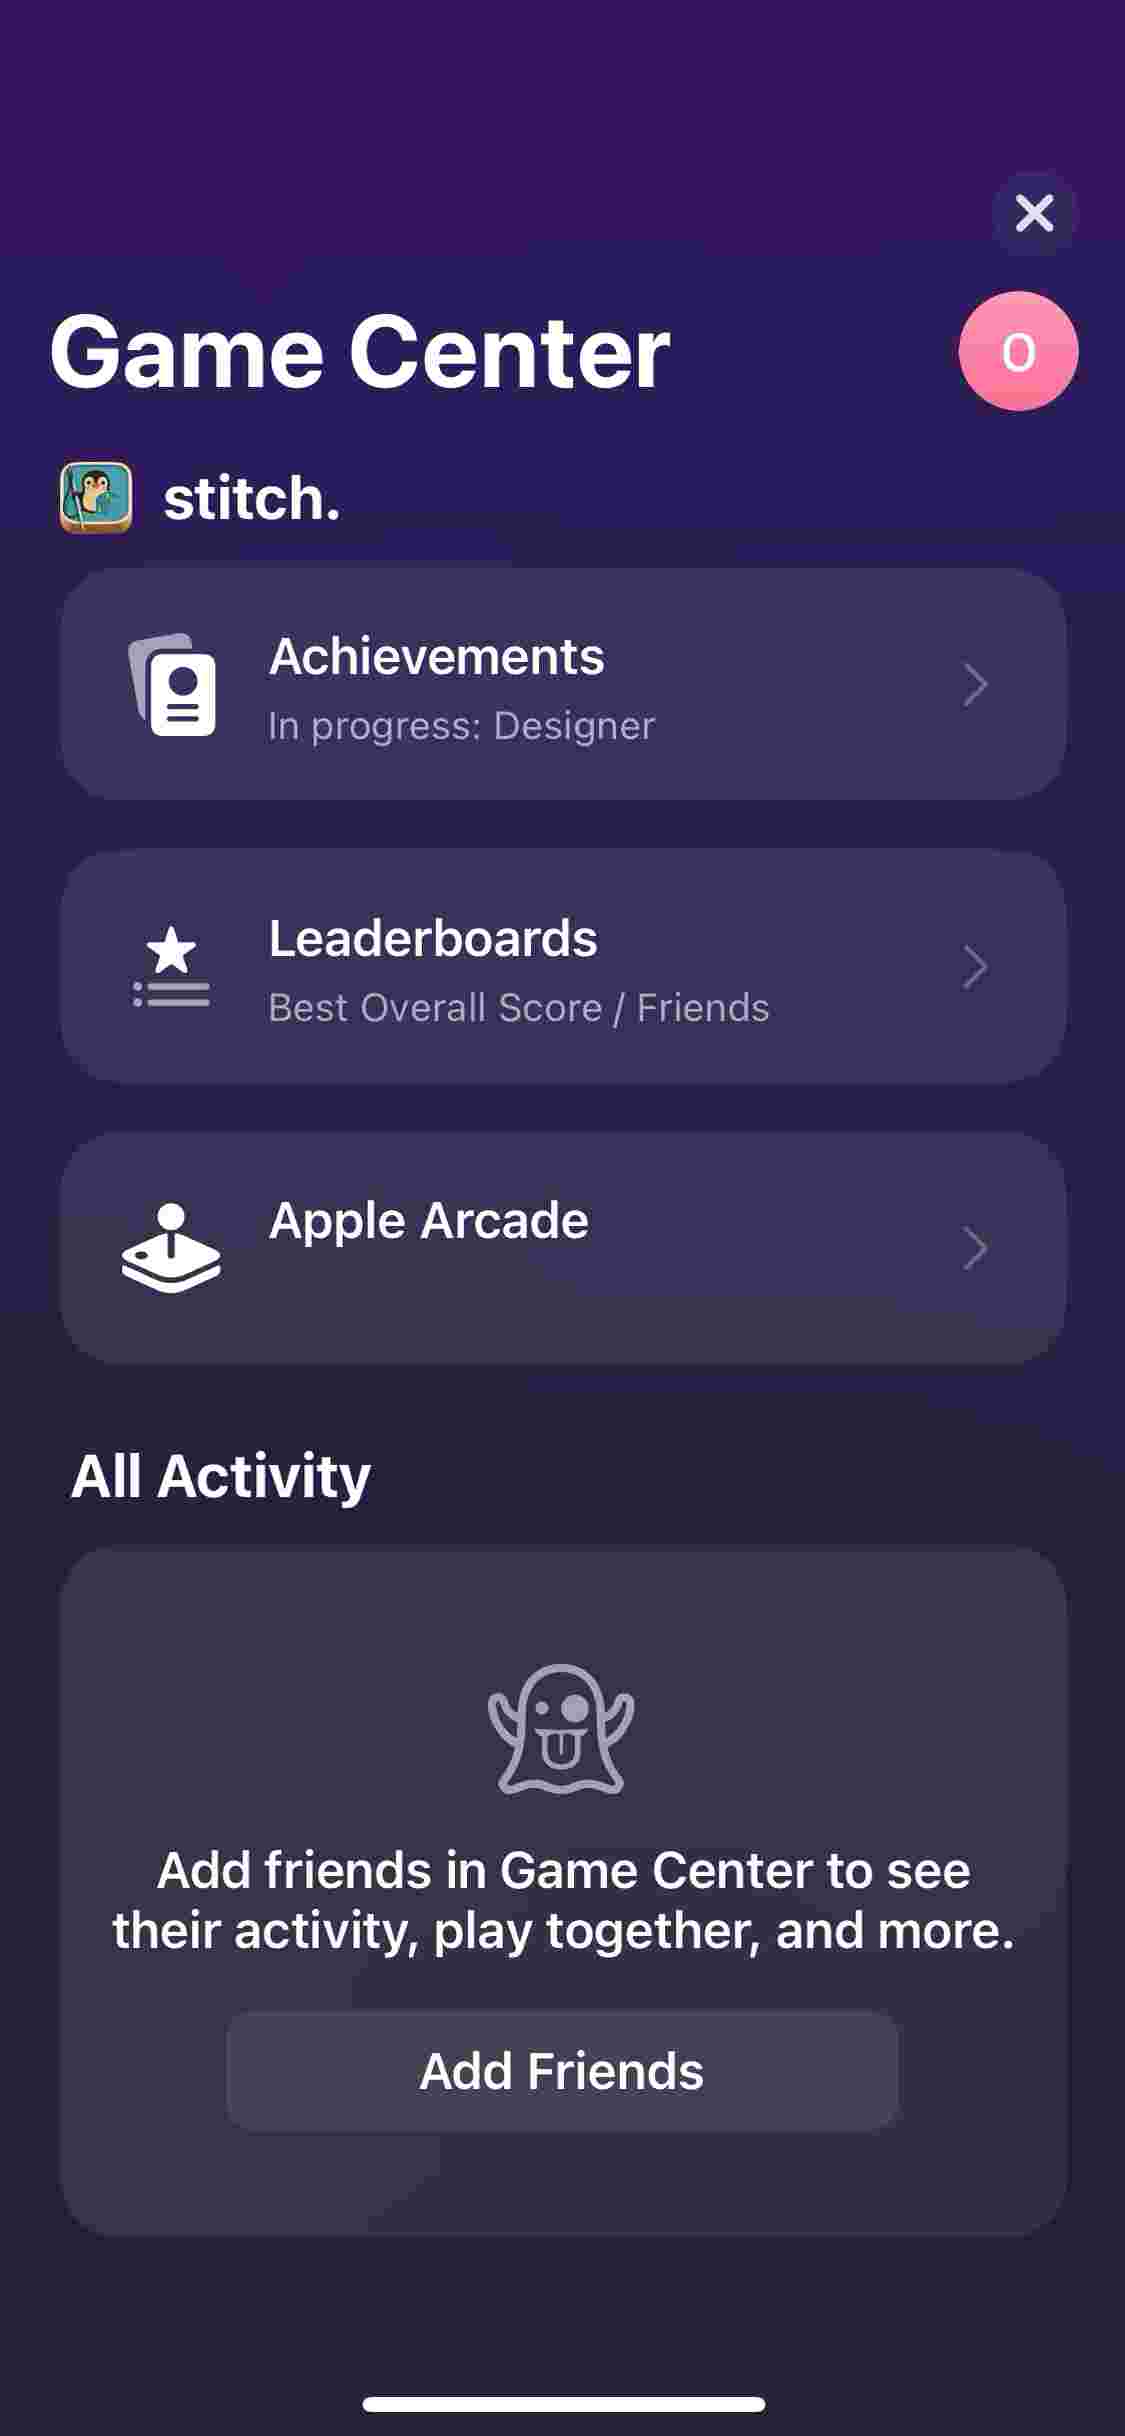 Game Center
O
stitch.
Achievements
In progress: Designer
Leaderboards
Best Overall Score / Friends
Apple Arcade
All Activity
Add friends in Game Center to see
their activity, play together, and more.
Add Friends